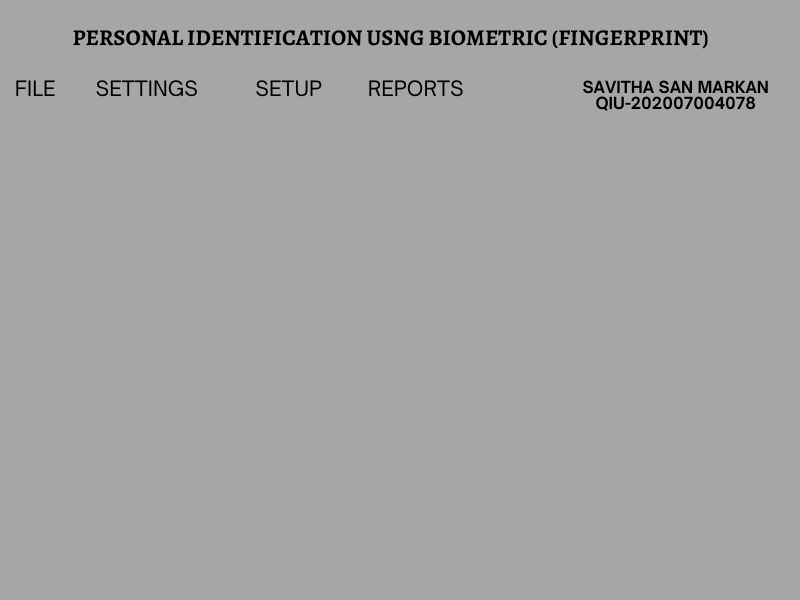 PERSONAL IDENTIFICATION USNG BIOMETRIC (FINGERPRINT)
FILE SETTINGS SETUP REPORTS SAVITHA SAN MARKAN
QIU-202007004078